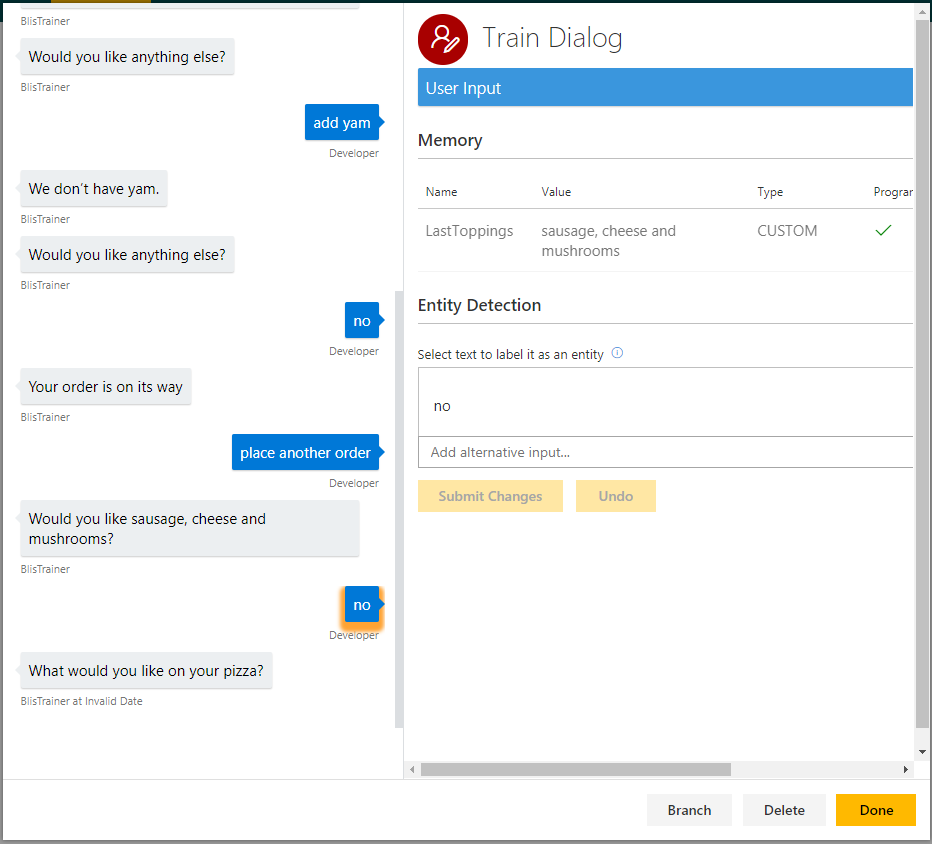 BlisTrainer
Would you like anything else?
BlisTrainer
add yam
Developer
We don't have yam.
BlisTrainer
Would you like anything else?
BlisTrainer
no
Developer
Your order is on its way
BlisTrainer
place another order
Developer
Would you like sausage, cheese and
mushrooms?
BlisTrainer
no
Developer
What would you like on your pizza?
BlisTrainer at Invalid Date
Train Dialog
User Input
Memory
Name Value Type Prograr
LastToppings sausage, cheese and CUSTOM
mushrooms
Entity Detection
Select text to label it as an entity
no
Add alternative input...
Submit Changes Undo
Branch Delete Done